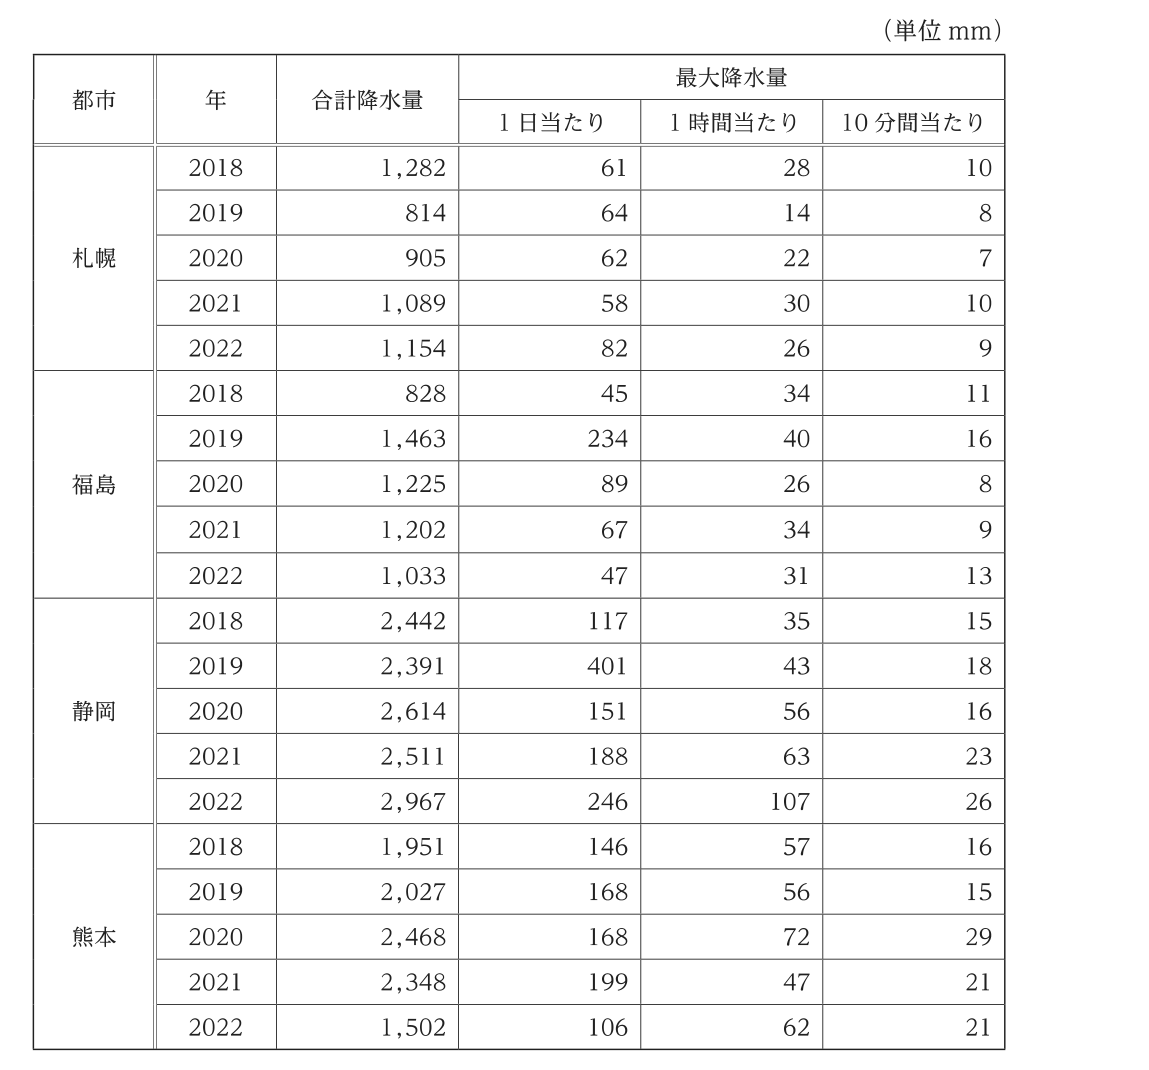 （単位 mm）
都市 年 合計降水量 最大降水量
1 日当たり 1 時間当たり 10 分間当たり
札幌 2018 1,282 61 28 10
2019 814 64 14 8
2020 905 62 22 7
2021 1,089 58 30 10
2022 1,154 82 26 9
福島 2018 828 45 34 11
2019 1,463 234 40 16
2020 1,225 89 26 8
2021 1,202 67 34 9
2022 1,033 47 31 13
静岡 2018 2,442 117 35 15
2019 2,391 401 43 18
2020 2,614 151 56 16
2021 2,511 188 63 23
2022 2,967 246 107 26
熊本 2018 1,951 146 57 16
2019 2,027 168 56 15
2020 2,468 168 72 29
2021 2,348 199 47 21
2022 1,502 106 62 21